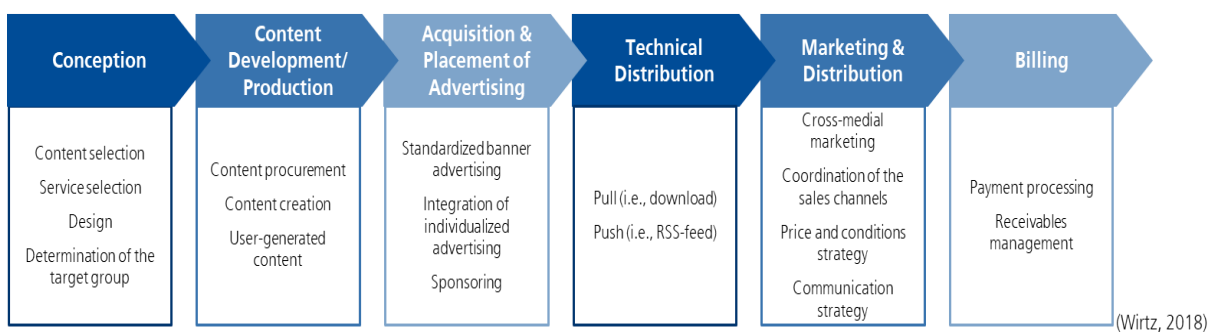 Conception
Content
Development/
Production
Acquisition &
Placement of
Advertising
Technical
Distribution
Marketing &
Distribution
Billing
Content selection
Service selection
Design
Determination of the
target group
Content procurement
Content creation
User-generated
content
Standardized banner
advertising
Integration of
individualized
advertising
Sponsoring
Pull (i.e., download)
Push (i.e., RSS-feed)
Cross-medial
marketing
Coordination of the
sales channels
Price and conditions
strategy
Communication
strategy
Payment processing
Receivables
management
(Wirtz, 2018)